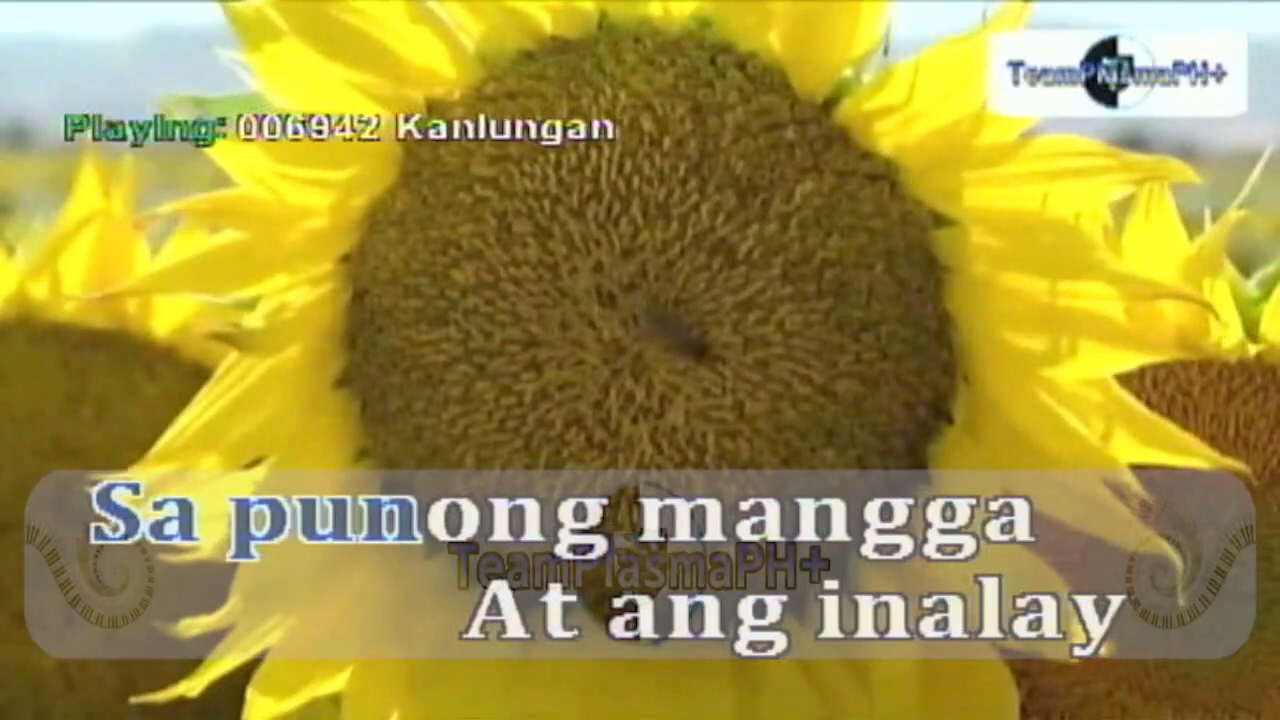 TeamPlasmaPH+
Playing: 006942 Kanlungan
Sa punong mangga
TeamPlasmaPH+
At ang inalay